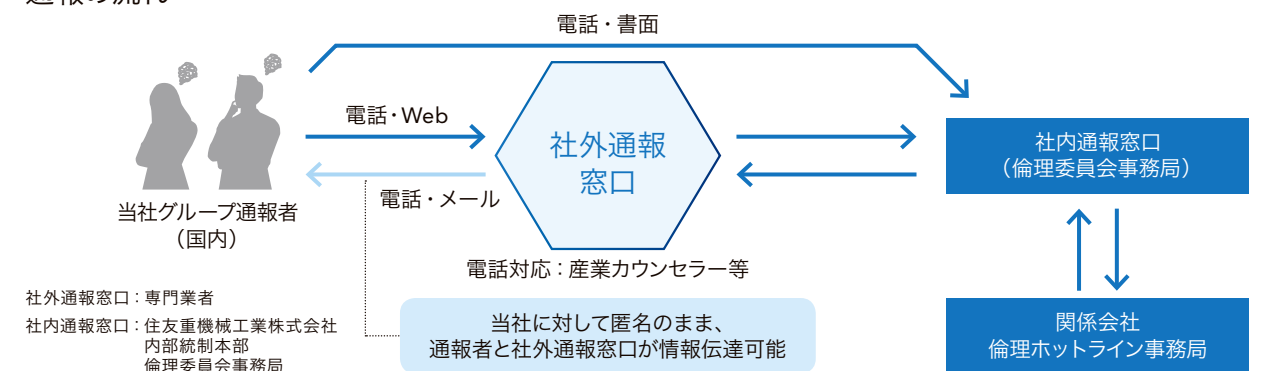 通報の流れ
電話・書面
電話・Web
社外通報
窓口
社内通報窓口
（倫理委員会事務局）
電話・メール
当社グループ通報者
（国内）
電話対応：産業カウンセラー等
社外通報窓口：専門業者
社内通報窓口：住友重機械工業株式会社
内部統制本部
倫理委員会事務局
当社に対して匿名のまま、
通報者と社外通報窓口が情報伝達可能
関係会社
倫理ホットライン事務局